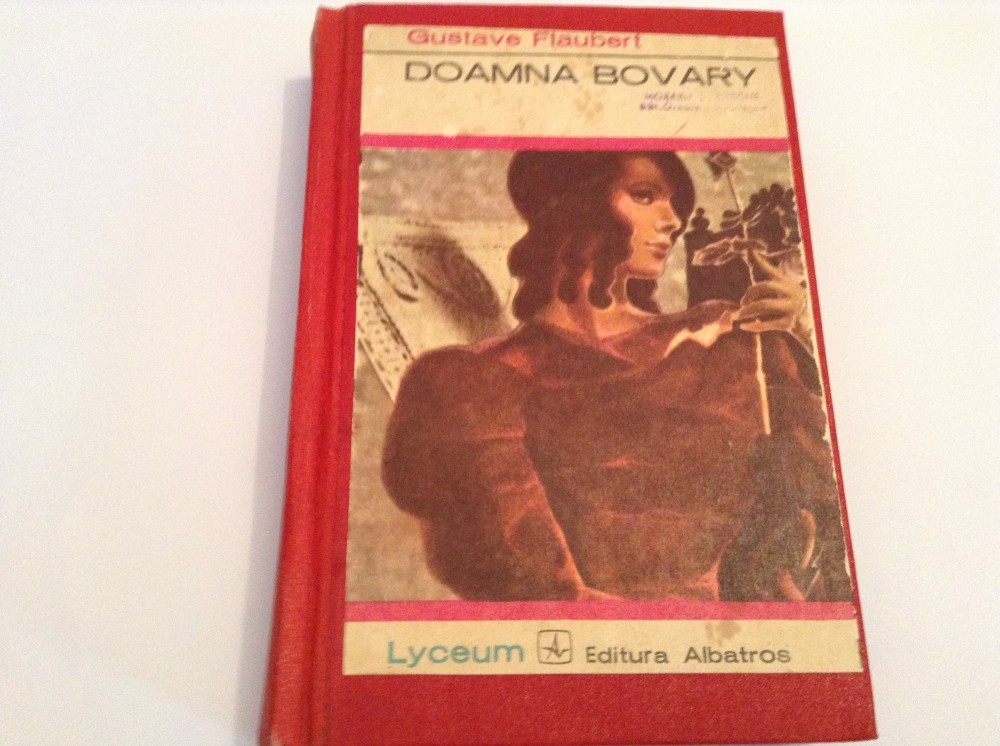 Gustave Flaubert
DOAMNA BOVARY
Lyceum Editura Albatros